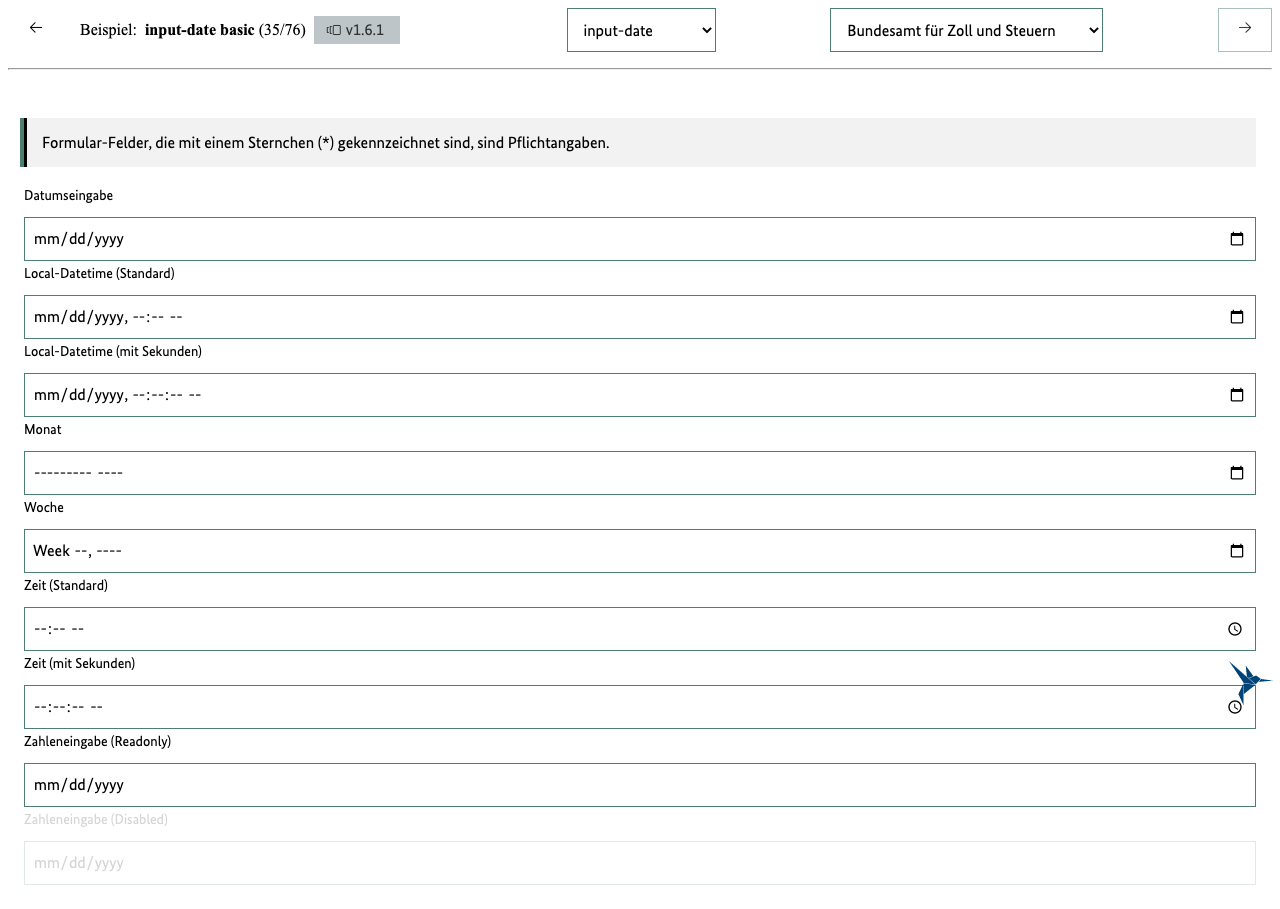 Beispiel: input-date basic (35/76) v1.6.1 input-date Bundesamt für Zoll und Steuern
Formular-Felder, die mit einem Sternchen (*) gekennzeichnet sind, sind Pflichtangaben.
Datumseingabe
mm/dd/yyyy
Local-Datetime (Standard)
mm/dd/yyyy, --:-- --
Local-Datetime (mit Sekunden)
mm/dd/yyyy, --:--:-- --
Monat
--------- ----
Woche
Week --, ----
Zeit (Standard)
--:-- --
Zeit (mit Sekunden)
--:--:-- --
Zahleneingabe (Readonly)
mm/dd/yyyy
Zahleneingabe (Disabled)
mm/dd/yyyy